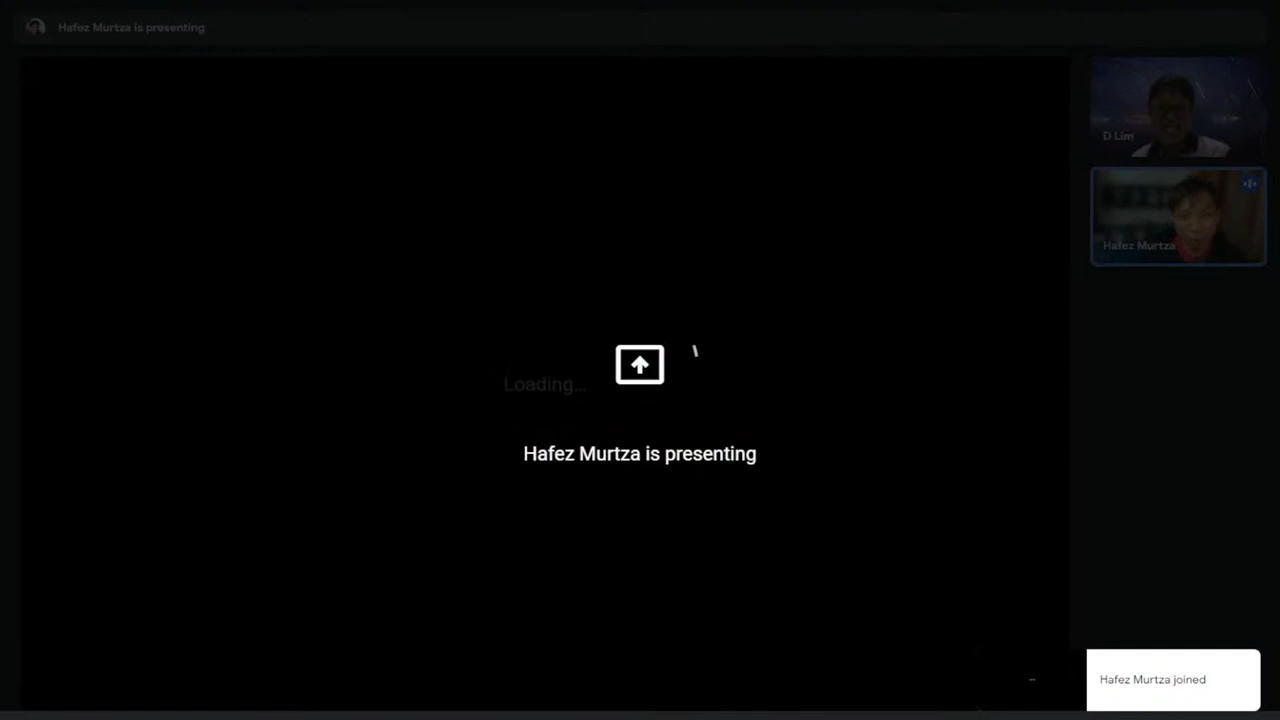 Hafez Murtza is presenting
D Lim
Hafez Murtza
Loading...
Hafez Murtza is presenting
Hafez Murtza joined